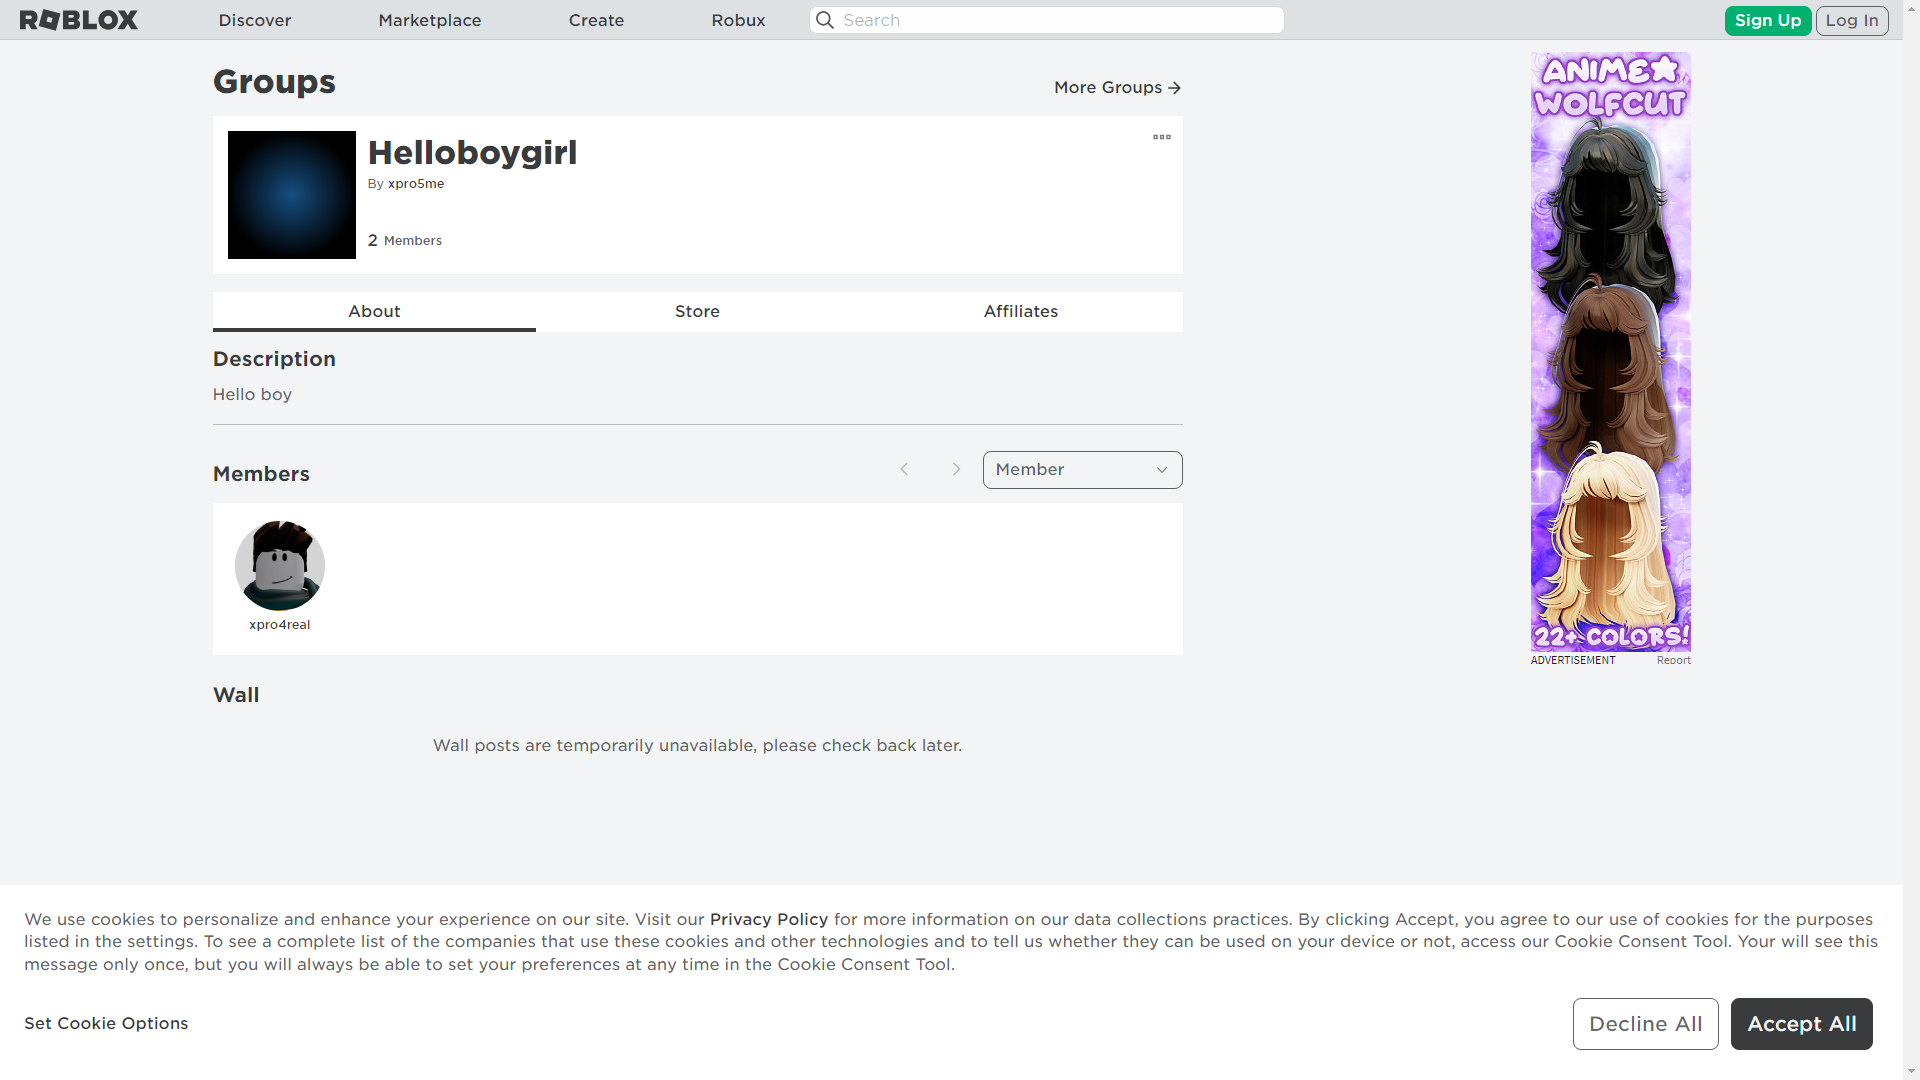 ROBLOX
Discover
Marketplace
Create
Robux
Search
Sign Up
Log In
Groups
More Groups →
Helloboygirl
By xpro5me
2 Members
About
Store
Affiliates
Description
Hello boy
Members
Member
xpro4real
Wall
Wall posts are temporarily unavailable, please check back later.
ANIME
WOLFCUT
22+ COLORS!
ADVERTISEMENT
Report
We use cookies to personalize and enhance your experience on our site. Visit our Privacy Policy for more information on our data collections practices. By clicking Accept, you agree to our use of cookies for the purposes
listed in the settings. To see a complete list of the companies that use these cookies and other technologies and to tell us whether they can be used on your device or not, access our Cookie Consent Tool. Your will see this
message only once, but you will always be able to set your preferences at any time in the Cookie Consent Tool.
Set Cookie Options
Decline All
Accept All